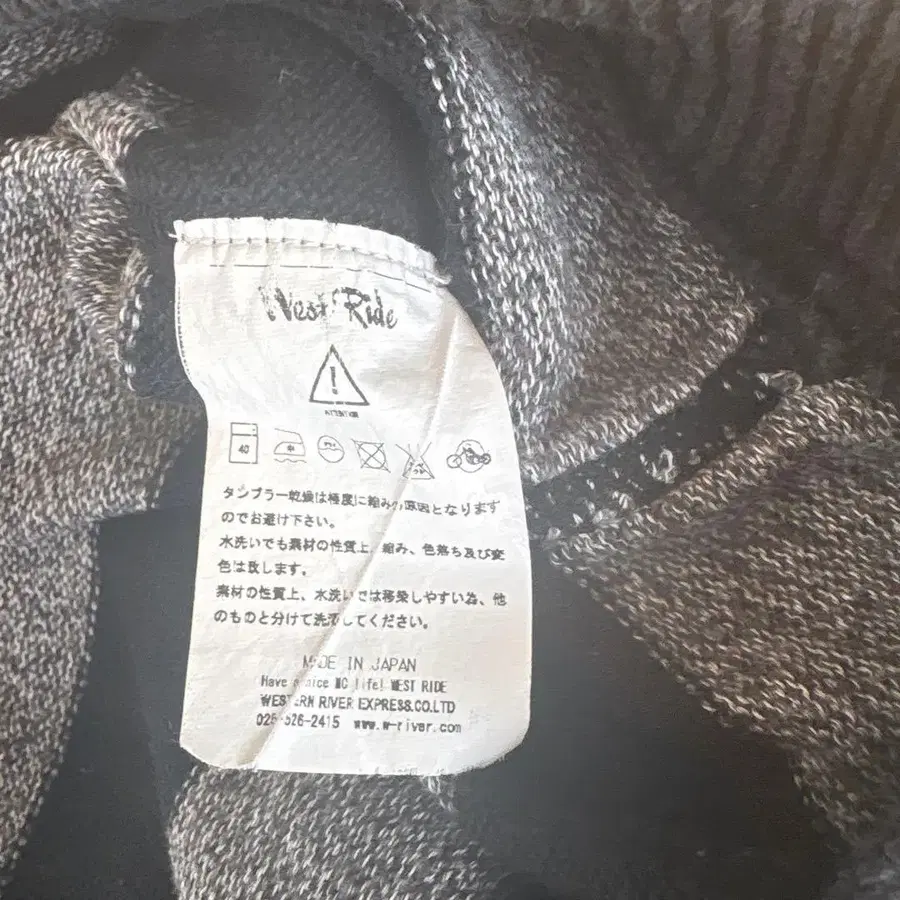 West Ride
!
40 中
タンブラー乾燥は極度に縮みの原因となります
のでお避け下さい。
水洗いでも素材の性質上、縮み、色落ち及び変
色は致します。
素材の性質上、水洗いでは移染しやすい為、他
のものと分けて洗濯してください。
MADE IN JAPAN
Have a nice MC life! WEST RIDE
WESTERN RIVER EXPRESS.CO.LTD
025-526-2415 www.w-river.com